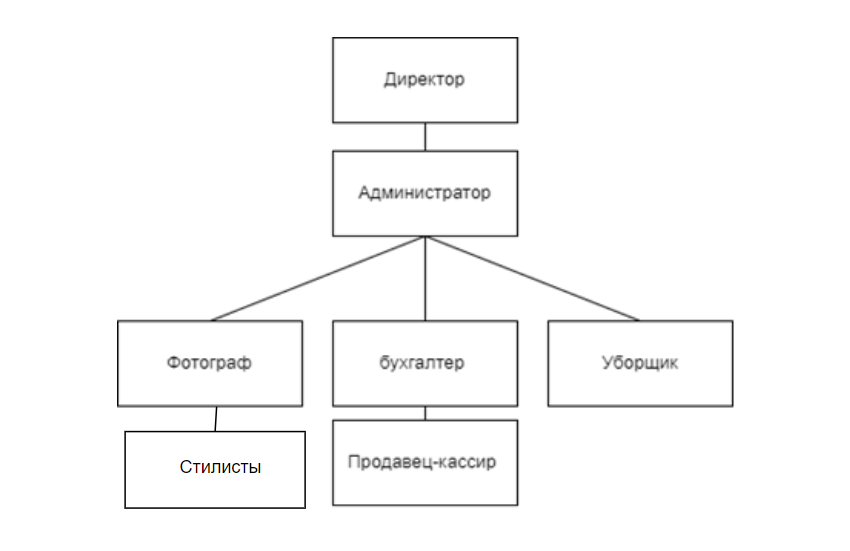 Директор
Администратор
Фотограф
бухгалтер
Уборщик
Стилисты
Продавец-кассир